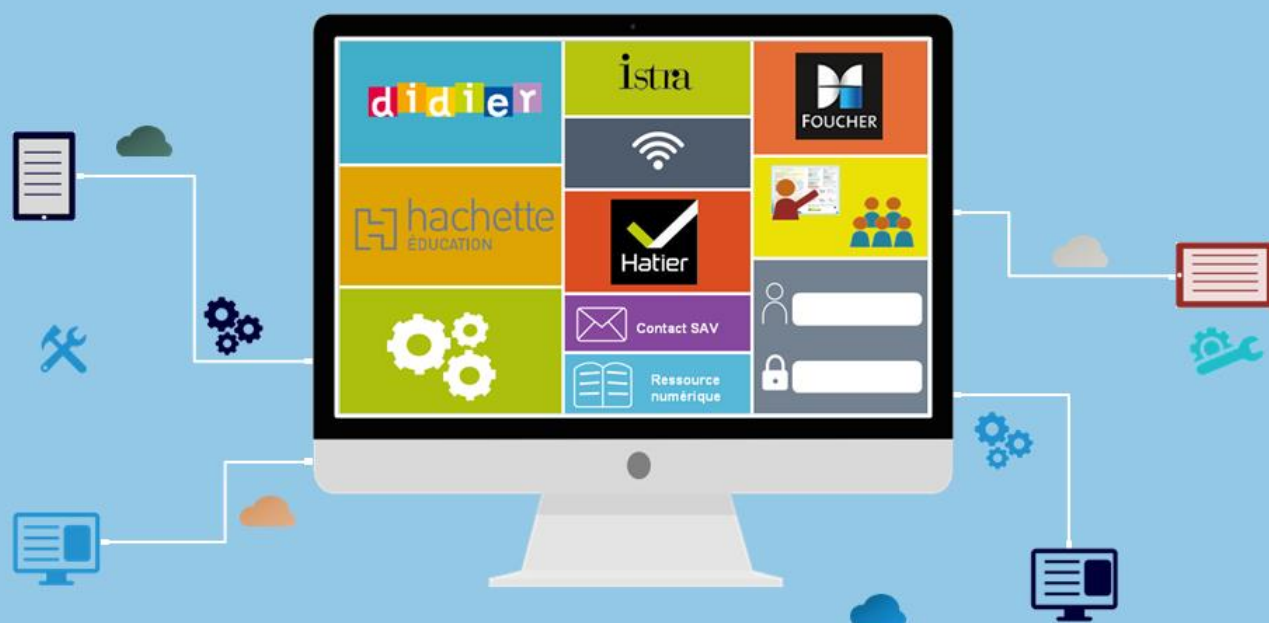 didier
istra
FOUCHER
hachette
ÉDUCATION
Hatier
Contact SAV
Ressource
numérique